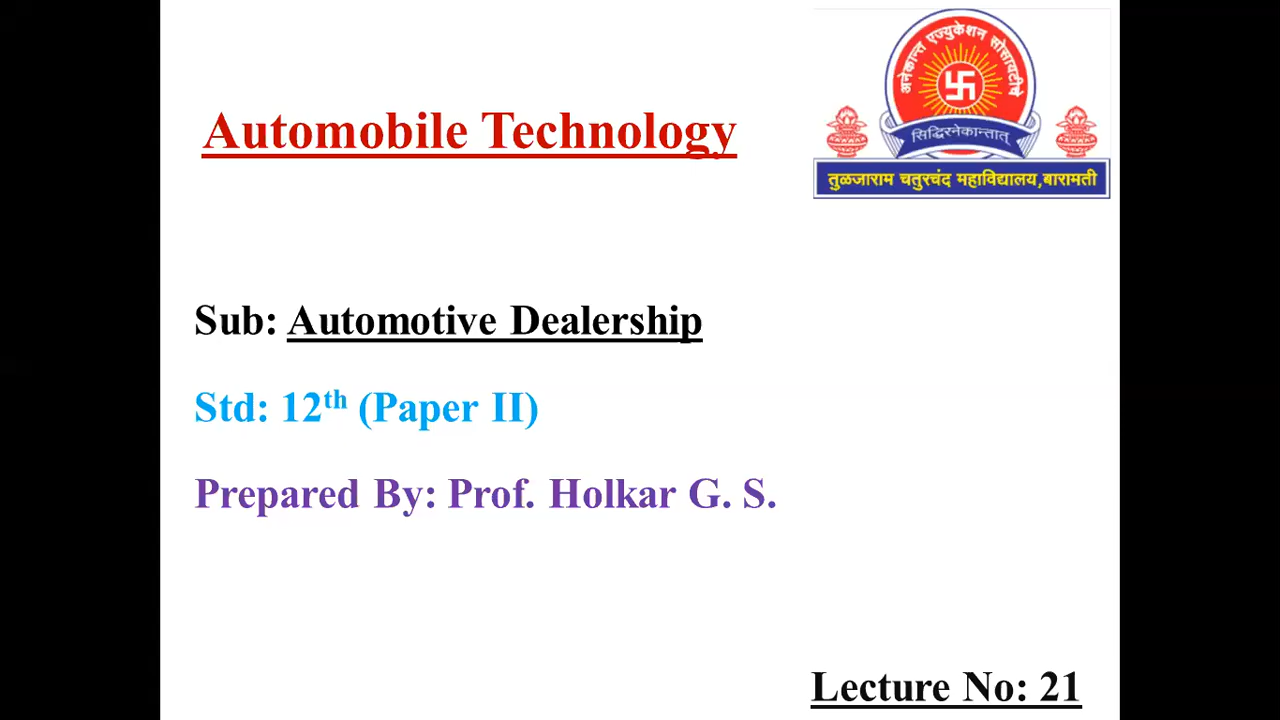 अनेकान्त एज्युकेशन सोसायटीचे
सिद्धिरनेकान्तात्
तुळजाराम चतुरचंद महाविद्यालय,बारामती
Automobile Technology
Sub: Automotive Dealership
Std: 12th (Paper II)
Prepared By: Prof. Holkar G. S.
Lecture No: 21